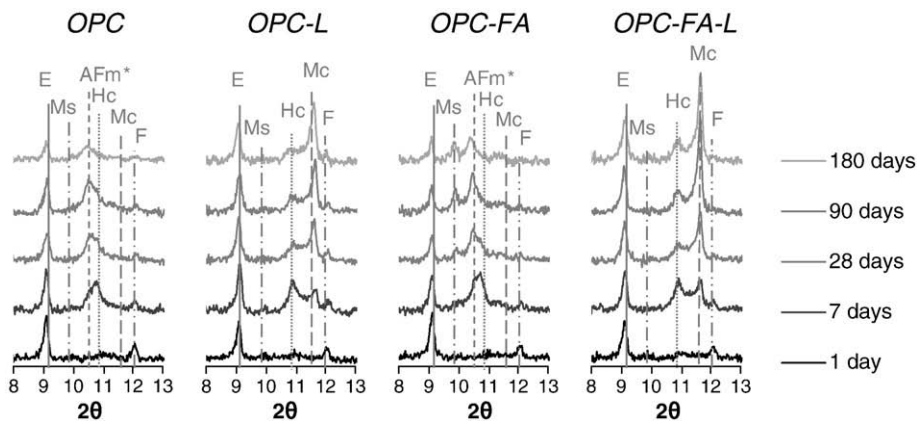 OPC OPC-L OPC-FA OPC-FA-L
E Ms AFm* Hc Mc F
E Ms Hc Mc F
E Ms AFm* Hc Mc F
E Ms Hc Mc F
180 days
90 days
28 days
7 days
1 day
8 9 10 11 12 13
8 9 10 11 12 13
8 9 10 11 12 13
8 9 10 11 12 13
2θ 2θ 2θ 2θ